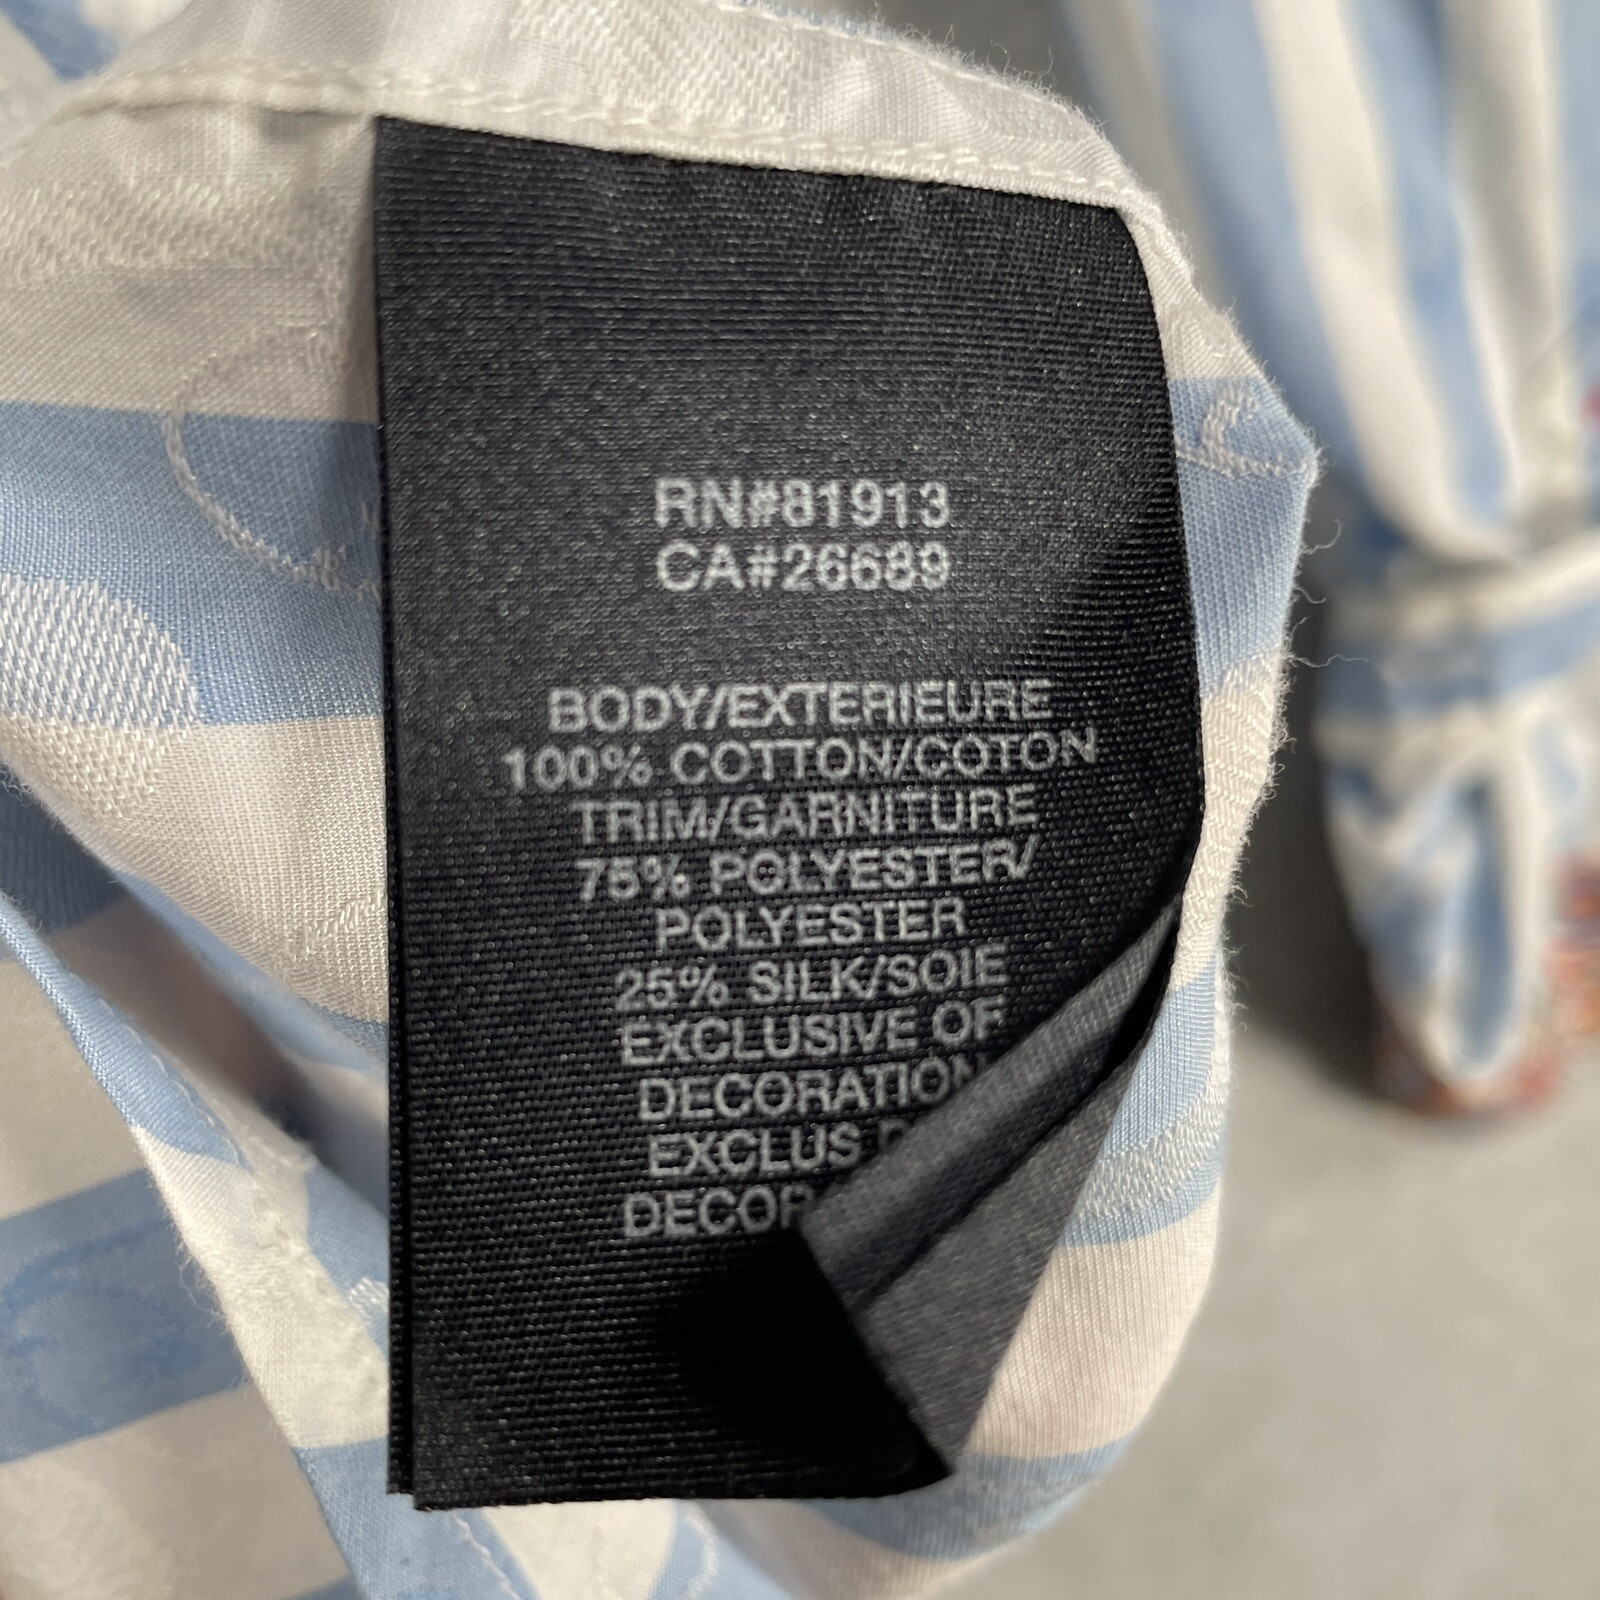 RN#81913
CA#26689
BODY/EXTERIEURE
100% COTTON/COTON
TRIM/GARNITURE
75% POLYESTER/
POLYESTER
25% SILK/SOIE
EXCLUSIVE OF
DECORATION
EXCLUS